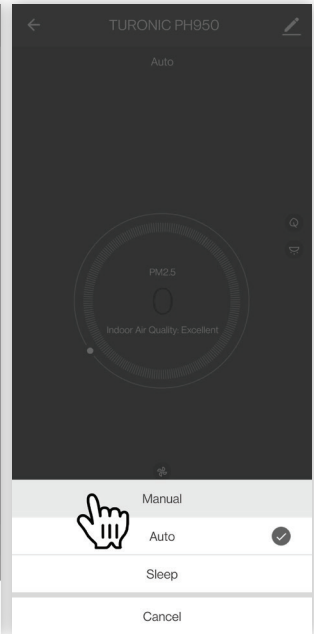 TURONIC PH950
Auto
PM2.5
0
Indoor Air Quality. Excellent
Manual
Auto
Sleep
Cancel